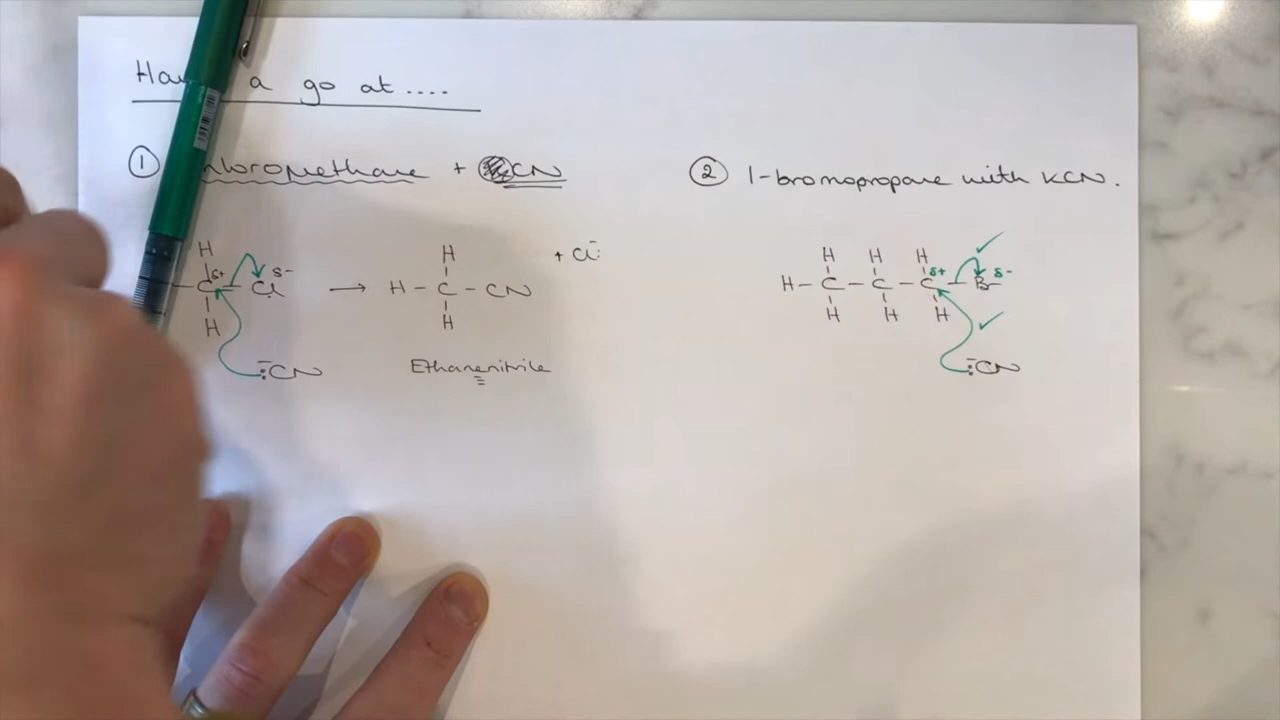 a go at ....
① + CN
② 1-bromopropane with KCN.
H
C δ+ Cl δ-
H
:CN
→
H
H - C - CN + Cl:-
H
Ethanenitrile
H H H
H - C - C - C δ+ - Br δ-
H H H
:CN